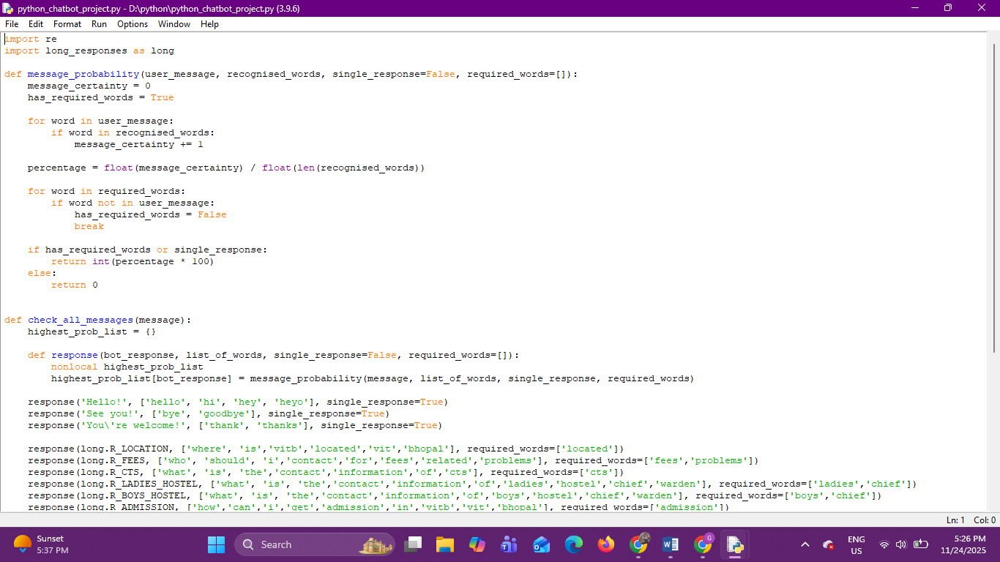 python_chatbot_project.py - D:\python\python_chatbot_project.py (3.9.6)
File Edit Format Run Options Window Help
import re
import long_responses as long

def message_probability(user_message, recognised_words, single_response=False, required_words=[]):
    message_certainty = 0
    has_required_words = True

    for word in user_message:
        if word in recognised_words:
            message_certainty += 1

    percentage = float(message_certainty) / float(len(recognised_words))

    for word in required_words:
        if word not in user_message:
            has_required_words = False
            break

    if has_required_words or single_response:
        return int(percentage * 100)
    else:
        return 0


def check_all_messages(message):
    highest_prob_list = {}

    def response(bot_response, list_of_words, single_response=False, required_words=[]):
        nonlocal highest_prob_list
        highest_prob_list[bot_response] = message_probability(message, list_of_words, single_response, required_words)

    response('Hello!', ['hello', 'hi', 'hey', 'heyo'], single_response=True)
    response('See you!', ['bye', 'goodbye'], single_response=True)
    response('You\'re welcome!', ['thank', 'thanks'], single_response=True)

    response(long.R_LOCATION, ['where', 'is','vitb','located','vit','bhopal'], required_words=['located'])
    response(long.R_FEES, ['who', 'should', 'i','contact','for','fees','related','problems'], required_words=['fees','problems'])
    response(long.R_CTS, ['what', 'is', 'the','contact','information','of','cts'], required_words=['cts'])
    response(long.R_LADIES_HOSTEL, ['what', 'is', 'the','contact','information','of','ladies','hostel','chief','warden'], required_words=['ladies','chief'])
    response(long.R_BOYS_HOSTEL, ['what', 'is', 'the','contact','information','of','boys','hostel','chief','warden'], required_words=['boys','chief'])
    response(long.R_ADMISSION, ['how','can','i','get','admission','in','vitb','vit','bhopal'], required_words=['admission'])
Ln: 1 Col: 0
Sunset
5:37 PM
Search
ENG
US
5:26 PM
11/24/2025